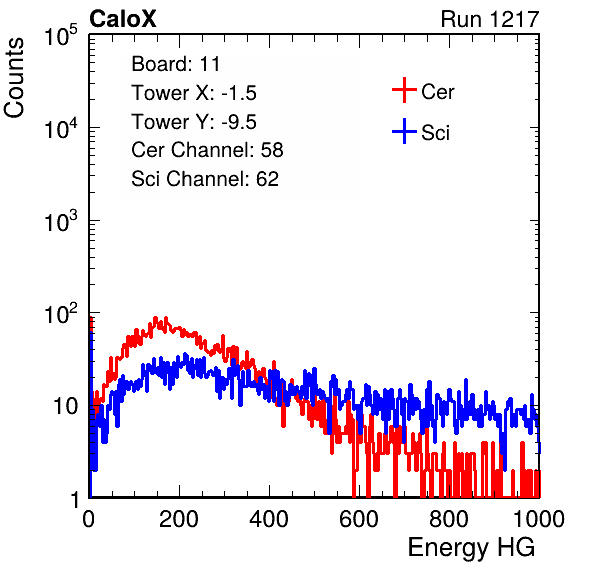 CaloX Run 1217
Counts
Board: 11
Tower X: -1.5
Tower Y: -9.5
Cer Channel: 58
Sci Channel: 62
Cer
Sci
10^5
10^4
10^3
10^2
10
1
0 200 400 600 800 1000
Energy HG